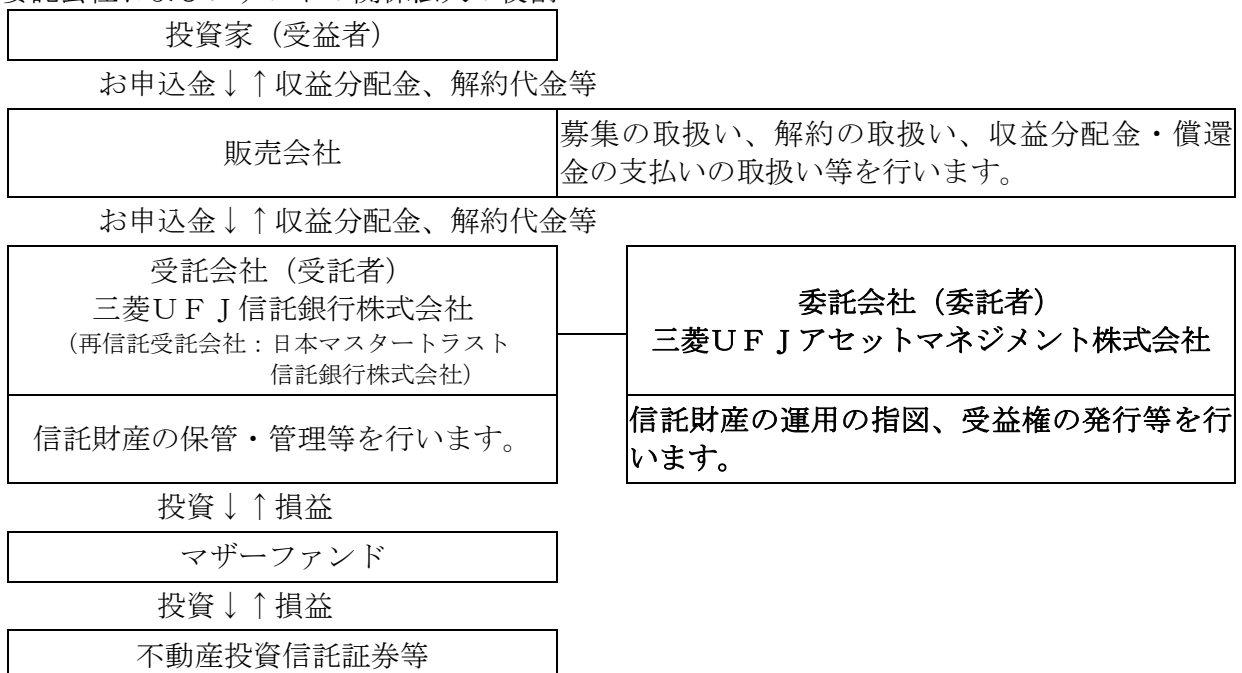 投資家（受益者）
お申込金↓↑収益分配金、解約代金等
販売会社
募集の取扱い、解約の取扱い、収益分配金・償還
金の支払いの取扱い等を行います。
お申込金↓↑収益分配金、解約代金等
受託会社（受託者）
三菱ＵＦＪ信託銀行株式会社
（再信託受託会社：日本マスタートラスト
信託銀行株式会社）
委託会社（委託者）
三菱ＵＦＪアセットマネジメント株式会社
信託財産の保管・管理等を行います。
信託財産の運用の指図、受益権の発行等を行
います。
投資↓↑損益
マザーファンド
投資↓↑損益
不動産投資信託証券等